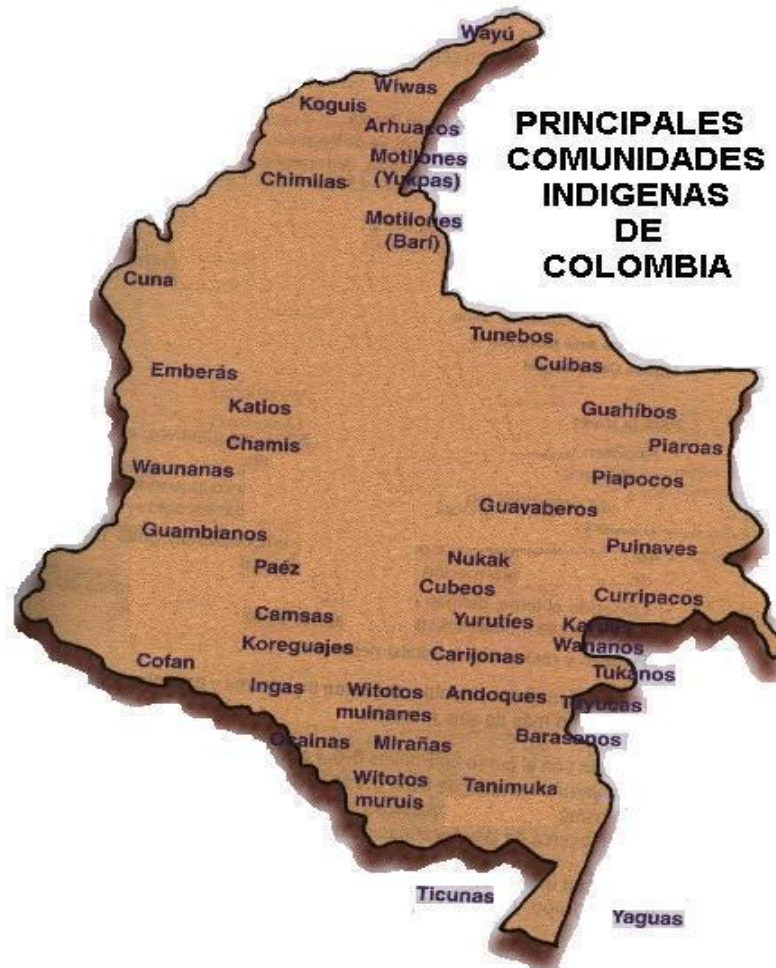 Wayú
Wiwas
Koguis
Arhuacos
PRINCIPALES
COMUNIDADES
INDIGENAS
DE
COLOMBIA
Motilones
(Yukpas)
Chimilas
Motilones
(Barí)
Cuna
Tunebos
Cuibas
Emberás
Katios
Guahíbos
Chamis
Piaroas
Waunanas
Piapocos
Guavaberos
Guambianos
Puinaves
Nukak
Paéz
Cubeos
Curripacos
Camsas
Yurutíes
Koreguajes
Wananos
Carijonas
Cofan
Tukanos
Ingas
Witotos
muinanes
Andoques
Tuyucas
Ocainas
Mirañas
Barasanos
Witotos
muruis
Tanimuka
Ticunas
Yaguas